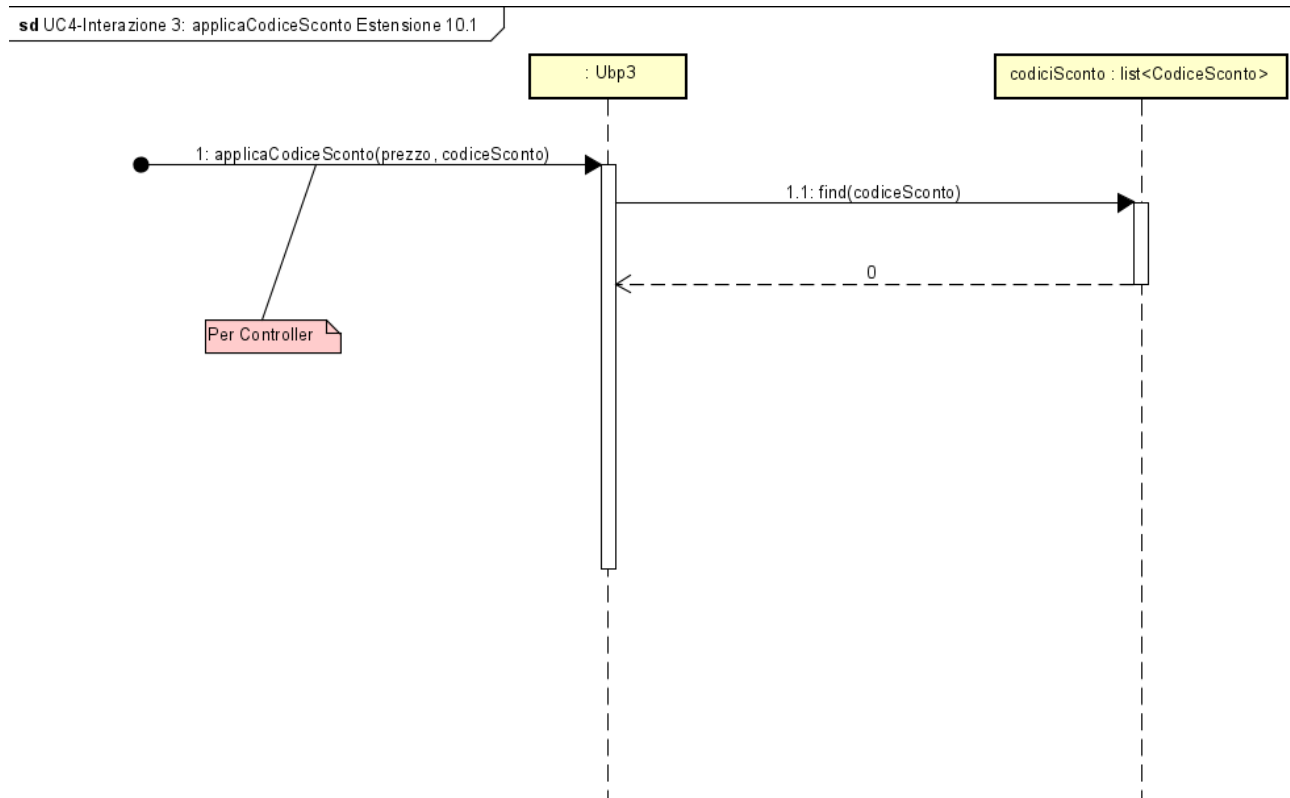 sd UC4-Interazione 3: applicaCodiceSconto Estensione 10.1
: Ubp3
codiciSconto : list<CodiceSconto>
1: applicaCodiceSconto(prezzo, codiceSconto)
1.1: find(codiceSconto)
0
Per Controller